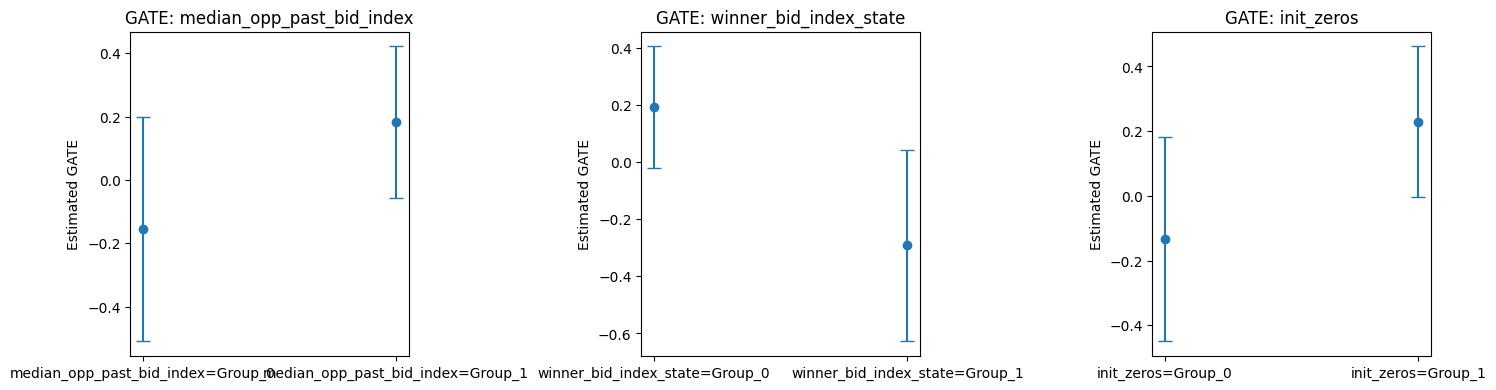 GATE: median_opp_past_bid_index
Estimated GATE
0.4
0.2
0.0
−0.2
−0.4
median_opp_past_bid_index=Group_0
median_opp_past_bid_index=Group_1
GATE: winner_bid_index_state
Estimated GATE
0.4
0.2
0.0
−0.2
−0.4
−0.6
winner_bid_index_state=Group_0
winner_bid_index_state=Group_1
GATE: init_zeros
Estimated GATE
0.4
0.2
0.0
−0.2
−0.4
init_zeros=Group_0
init_zeros=Group_1